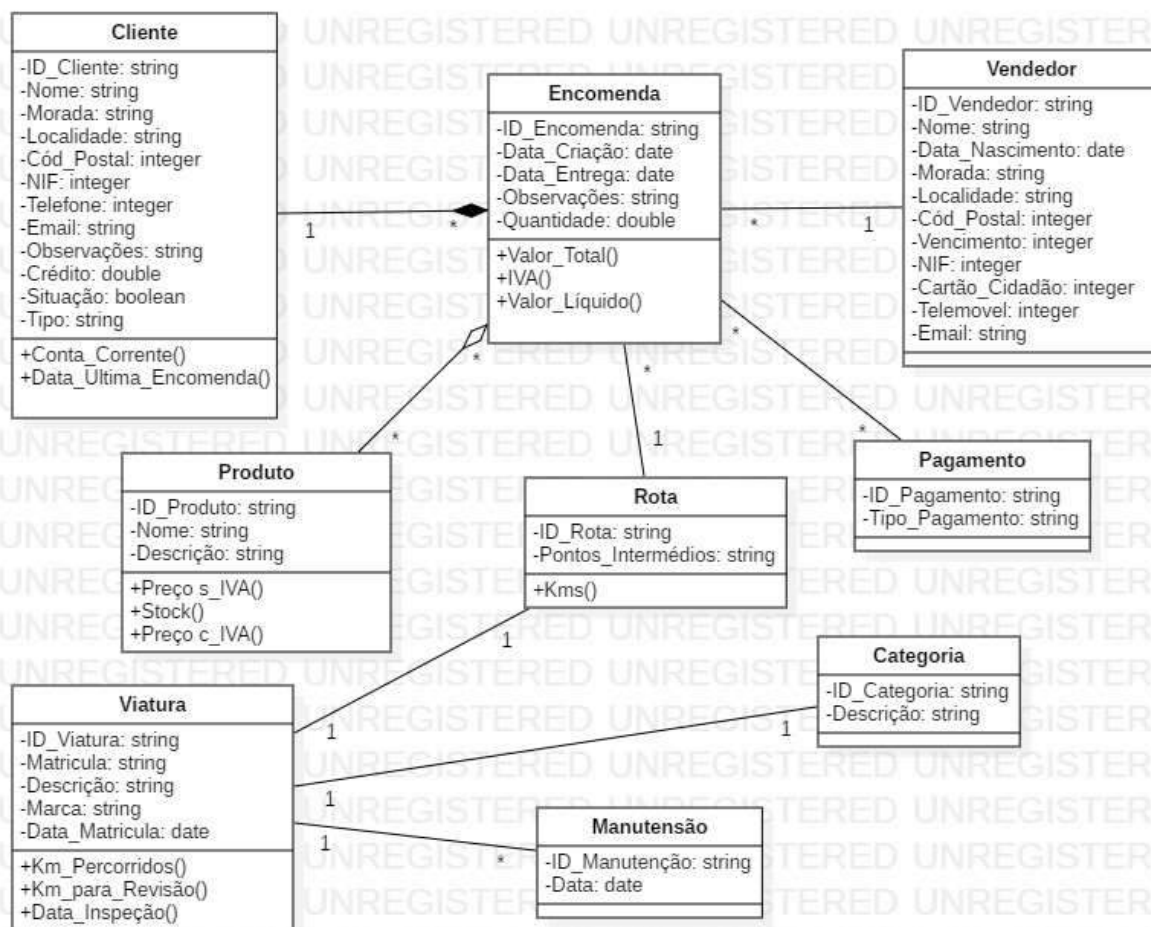 Cliente
-ID_Cliente: string
-Nome: string
-Morada: string
-Localidade: string
-Cód_Postal: integer
-NIF: integer
-Telefone: integer
-Email: string
-Observações: string
-Crédito: double
-Situação: boolean
-Tipo: string
+Conta_Corrente()
+Data_Ultima_Encomenda()
1
*
Encomenda
-ID_Encomenda: string
-Data_Criação: date
-Data_Entrega: date
-Observações: string
-Quantidade: double
+Valor_Total()
+IVA()
+Valor_Líquido()
*
1
Vendedor
-ID_Vendedor: string
-Nome: string
-Data_Nascimento: date
-Morada: string
-Localidade: string
-Cód_Postal: integer
-Vencimento: integer
-NIF: integer
-Cartão_Cidadão: integer
-Telemovel: integer
-Email: string
*
*
*
1
*
*
Produto
-ID_Produto: string
-Nome: string
-Descrição: string
+Preço s_IVA()
+Stock()
+Preço c_IVA()
Rota
-ID_Rota: string
-Pontos_Intermédios: string
+Kms()
Pagamento
-ID_Pagamento: string
-Tipo_Pagamento: string
1
1
Viatura
-ID_Viatura: string
-Matricula: string
-Descrição: string
-Marca: string
-Data_Matricula: date
+Km_Percorridos()
+Km_para_Revisão()
+Data_Inspeção()
1
1
Categoria
-ID_Categoria: string
-Descrição: string
1
*
Manutensão
-ID_Manutenção: string
-Data: date
UNREGISTERED UNREGISTERED UNREGISTERED